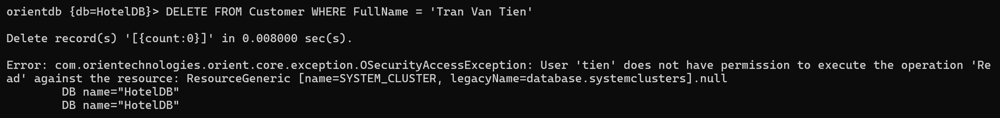 orientdb {db=HotelDB}> DELETE FROM Customer WHERE FullName = 'Tran Van Tien'
Delete record(s) '[{count:0}]' in 0.008000 sec(s).
Error: com.orientechnologies.orient.core.exception.OSecurityAccessException: User 'tien' does not have permission to execute the operation 'Re
ad' against the resource: ResourceGeneric [name=SYSTEM_CLUSTER, legacyName=database.systemclusters].null
DB name="HotelDB"
DB name="HotelDB"